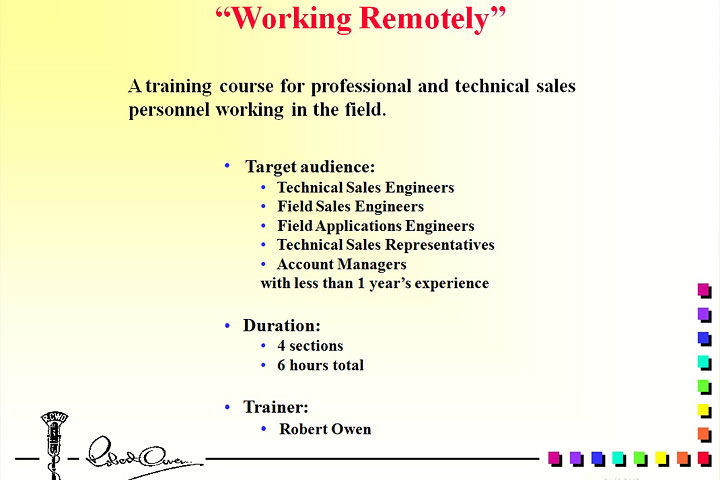 “Working Remotely”
A training course for professional and technical sales
personnel working in the field.
• Target audience:
• Technical Sales Engineers
• Field Sales Engineers
• Field Applications Engineers
• Technical Sales Representatives
• Account Managers
with less than 1 year’s experience
• Duration:
• 4 sections
• 6 hours total
• Trainer:
• Robert Owen
Robert Owen